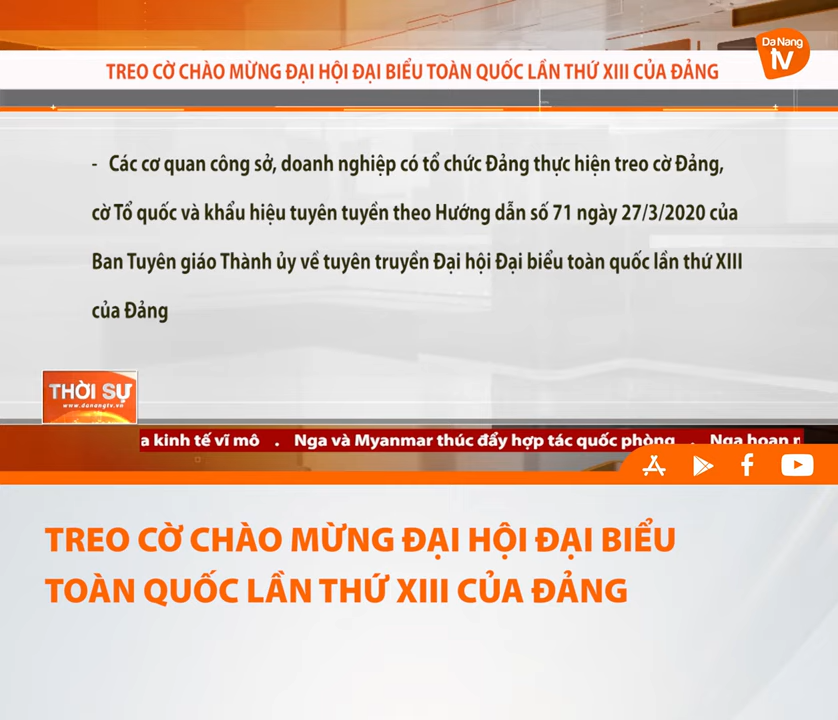 Da Nang
tv
TREO CỜ CHÀO MỪNG ĐẠI HỘI ĐẠI BIỂU TOÀN QUỐC LẦN THỨ XIII CỦA ĐẢNG
- Các cơ quan công sở, doanh nghiệp có tổ chức Đảng thực hiện treo cờ Đảng,
cờ Tổ quốc và khẩu hiệu tuyên tuyền theo Hướng dẫn số 71 ngày 27/3/2020 của
Ban Tuyên giáo Thành ủy về tuyên truyền Đại hội Đại biểu toàn quốc lần thứ XIII
của Đảng
THỜI SỰ
www.danangtv.vn
a kinh tế vĩ mô . Nga và Myanmar thúc đẩy hợp tác quốc phòng . Nga
TREO CỜ CHÀO MỪNG ĐẠI HỘI ĐẠI BIỂU
TOÀN QUỐC LẦN THỨ XIII CỦA ĐẢNG